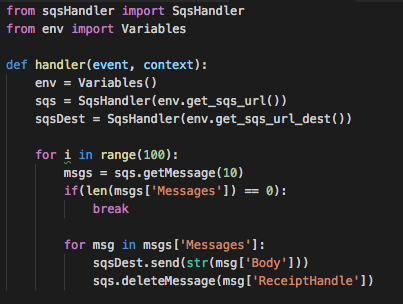 from sqsHandler import SqsHandler
from env import Variables

def handler(event, context):
    env = Variables()
    sqs = SqsHandler(env.get_sqs_url())
    sqsDest = SqsHandler(env.get_sqs_url_dest())

    for i in range(100):
        msgs = sqs.getMessage(10)
        if(len(msgs['Messages']) == 0):
            break

        for msg in msgs['Messages']:
            sqsDest.send(str(msg['Body']))
            sqs.deleteMessage(msg['ReceiptHandle'])